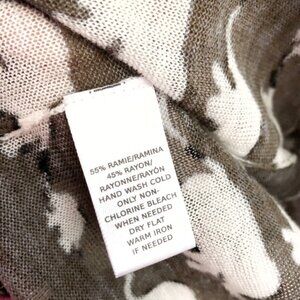 55% RAMIE/RAMINA
45% RAYON/
RAYONNE/RAYÓN
HAND WASH COLD
ONLY NON-
CHLORINE BLEACH
WHEN NEEDED
DRY FLAT
WARM IRON
IF NEEDED